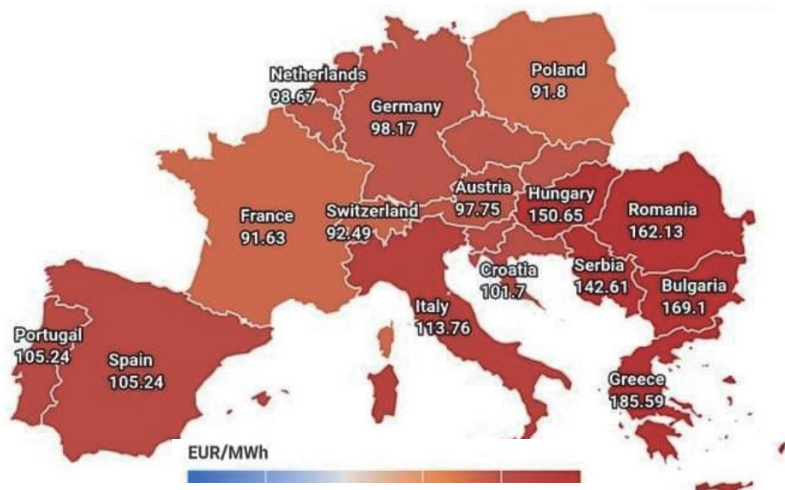 Netherlands
98.67
Poland
91.8
Germany
98.17
Austria
97.75
Hungary
150.65
Romania
162.13
France
91.63
Switzerland
92.49
Croatia
101.7
Serbia
142.61
Bulgaria
169.1
Italy
113.76
Portugal
105.24
Spain
105.24
Greece
185.59
EUR/MWh